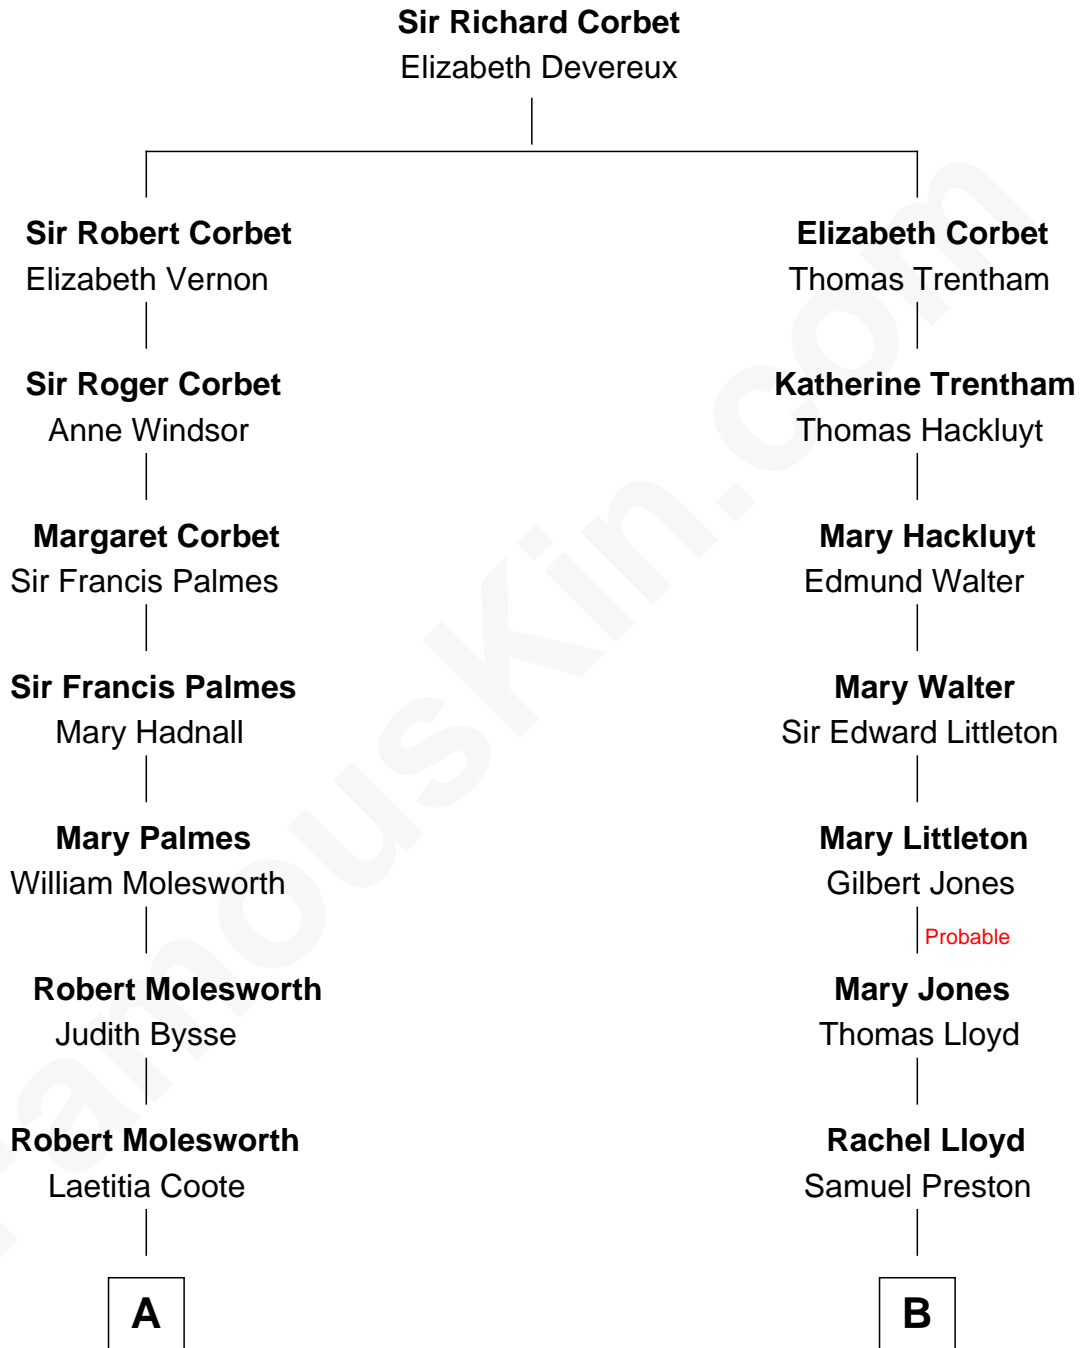 Sir Richard Corbet
Elizabeth Devereux
Sir Robert Corbet
Elizabeth Vernon
Elizabeth Corbet
Thomas Trentham
Sir Roger Corbet
Anne Windsor
Katherine Trentham
Thomas Hackluyt
Margaret Corbet
Sir Francis Palmes
Mary Hackluyt
Edmund Walter
Sir Francis Palmes
Mary Hadnall
Mary Walter
Sir Edward Littleton
Mary Palmes
William Molesworth
Mary Littleton
Gilbert Jones
Probable
Robert Molesworth
Judith Bysse
Mary Jones
Thomas Lloyd
Robert Molesworth
Laetitia Coote
Rachel Lloyd
Samuel Preston
A
B
FamousKin.com